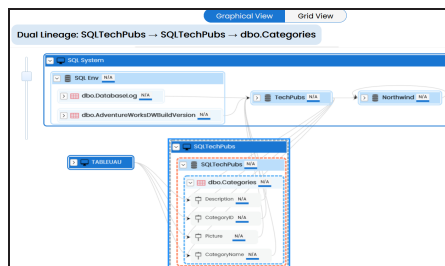 Graphical View
Grid View
Dual Lineage: SQLTechPubs → SQLTechPubs → dbo.Categories
SQL System
SQL Env N/A
dbo.DatabaseLog N/A
dbo.AdventureWorksDWBuildVersion N/A
TechPubs N/A
Northwind N/A
TABLEUAU
SQLTechPubs
SQLTechPubs N/A
dbo.Categories N/A
Description N/A
CategoryID N/A
Picture N/A
CategoryName N/A